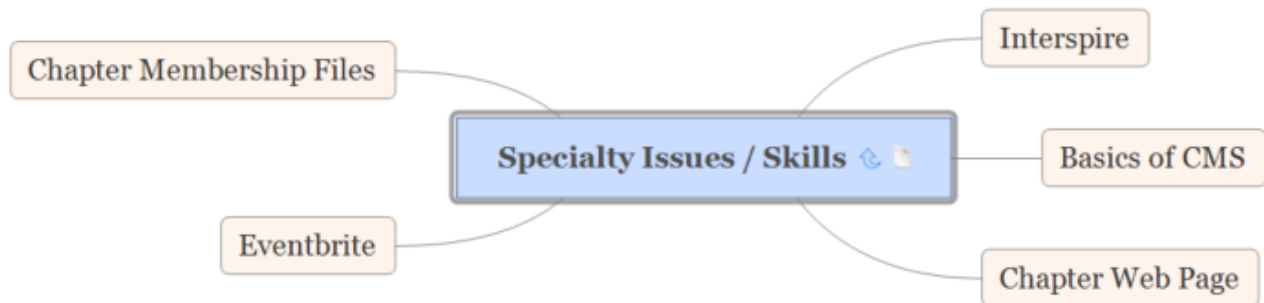 Interspire
Chapter Membership Files
Specialty Issues / Skills
Basics of CMS
Eventbrite
Chapter Web Page